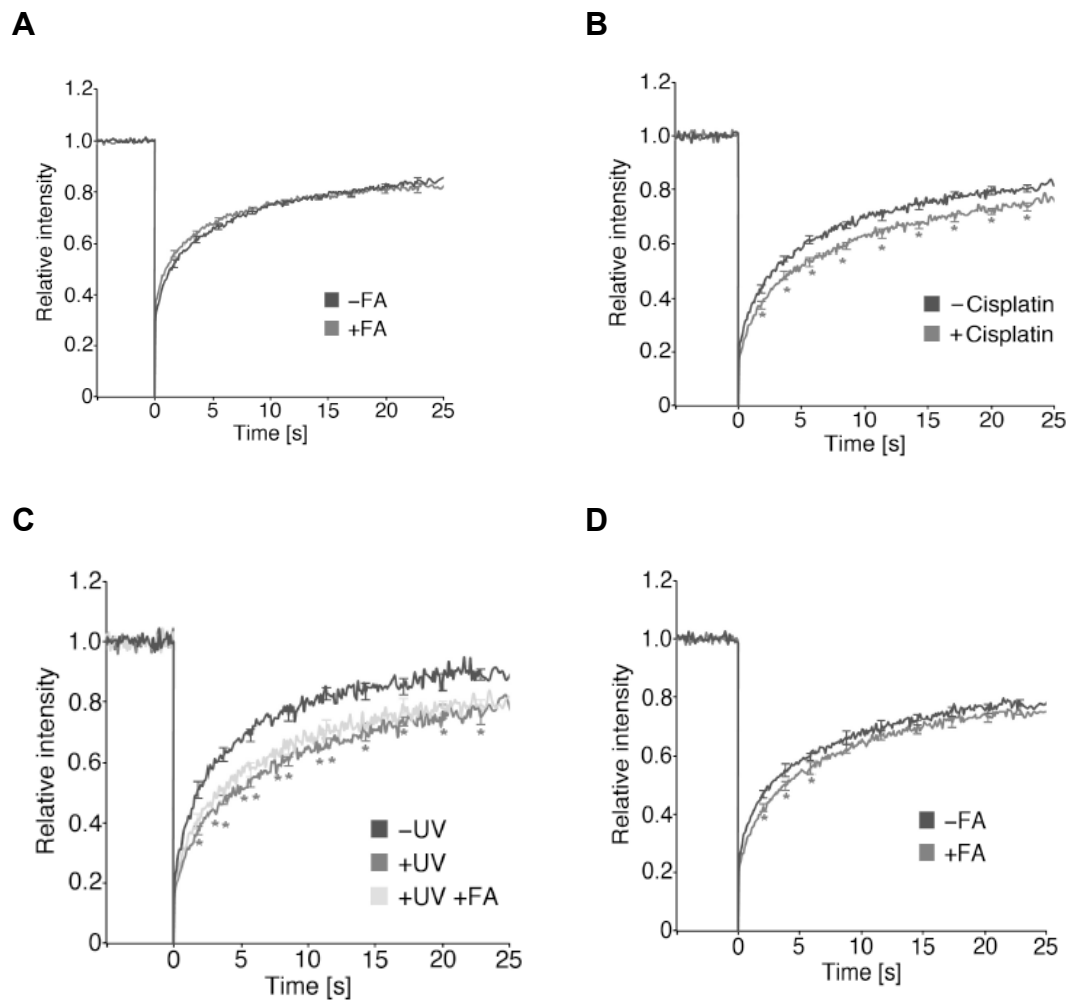 A
Relative intensity
1.2
1.0
0.8
0.6
0.4
0.2
0
–FA
+FA
0 5 10 15 20 25
Time [s]
B
Relative intensity
1.2
1.0
0.8
0.6
0.4
0.2
0
–Cisplatin
+Cisplatin
0 5 10 15 20 25
Time [s]
C
Relative intensity
1.2
1.0
0.8
0.6
0.4
0.2
0
–UV
+UV
+UV +FA
0 5 10 15 20 25
Time [s]
D
Relative intensity
1.2
1.0
0.8
0.6
0.4
0.2
0
–FA
+FA
0 5 10 15 20 25
Time [s]